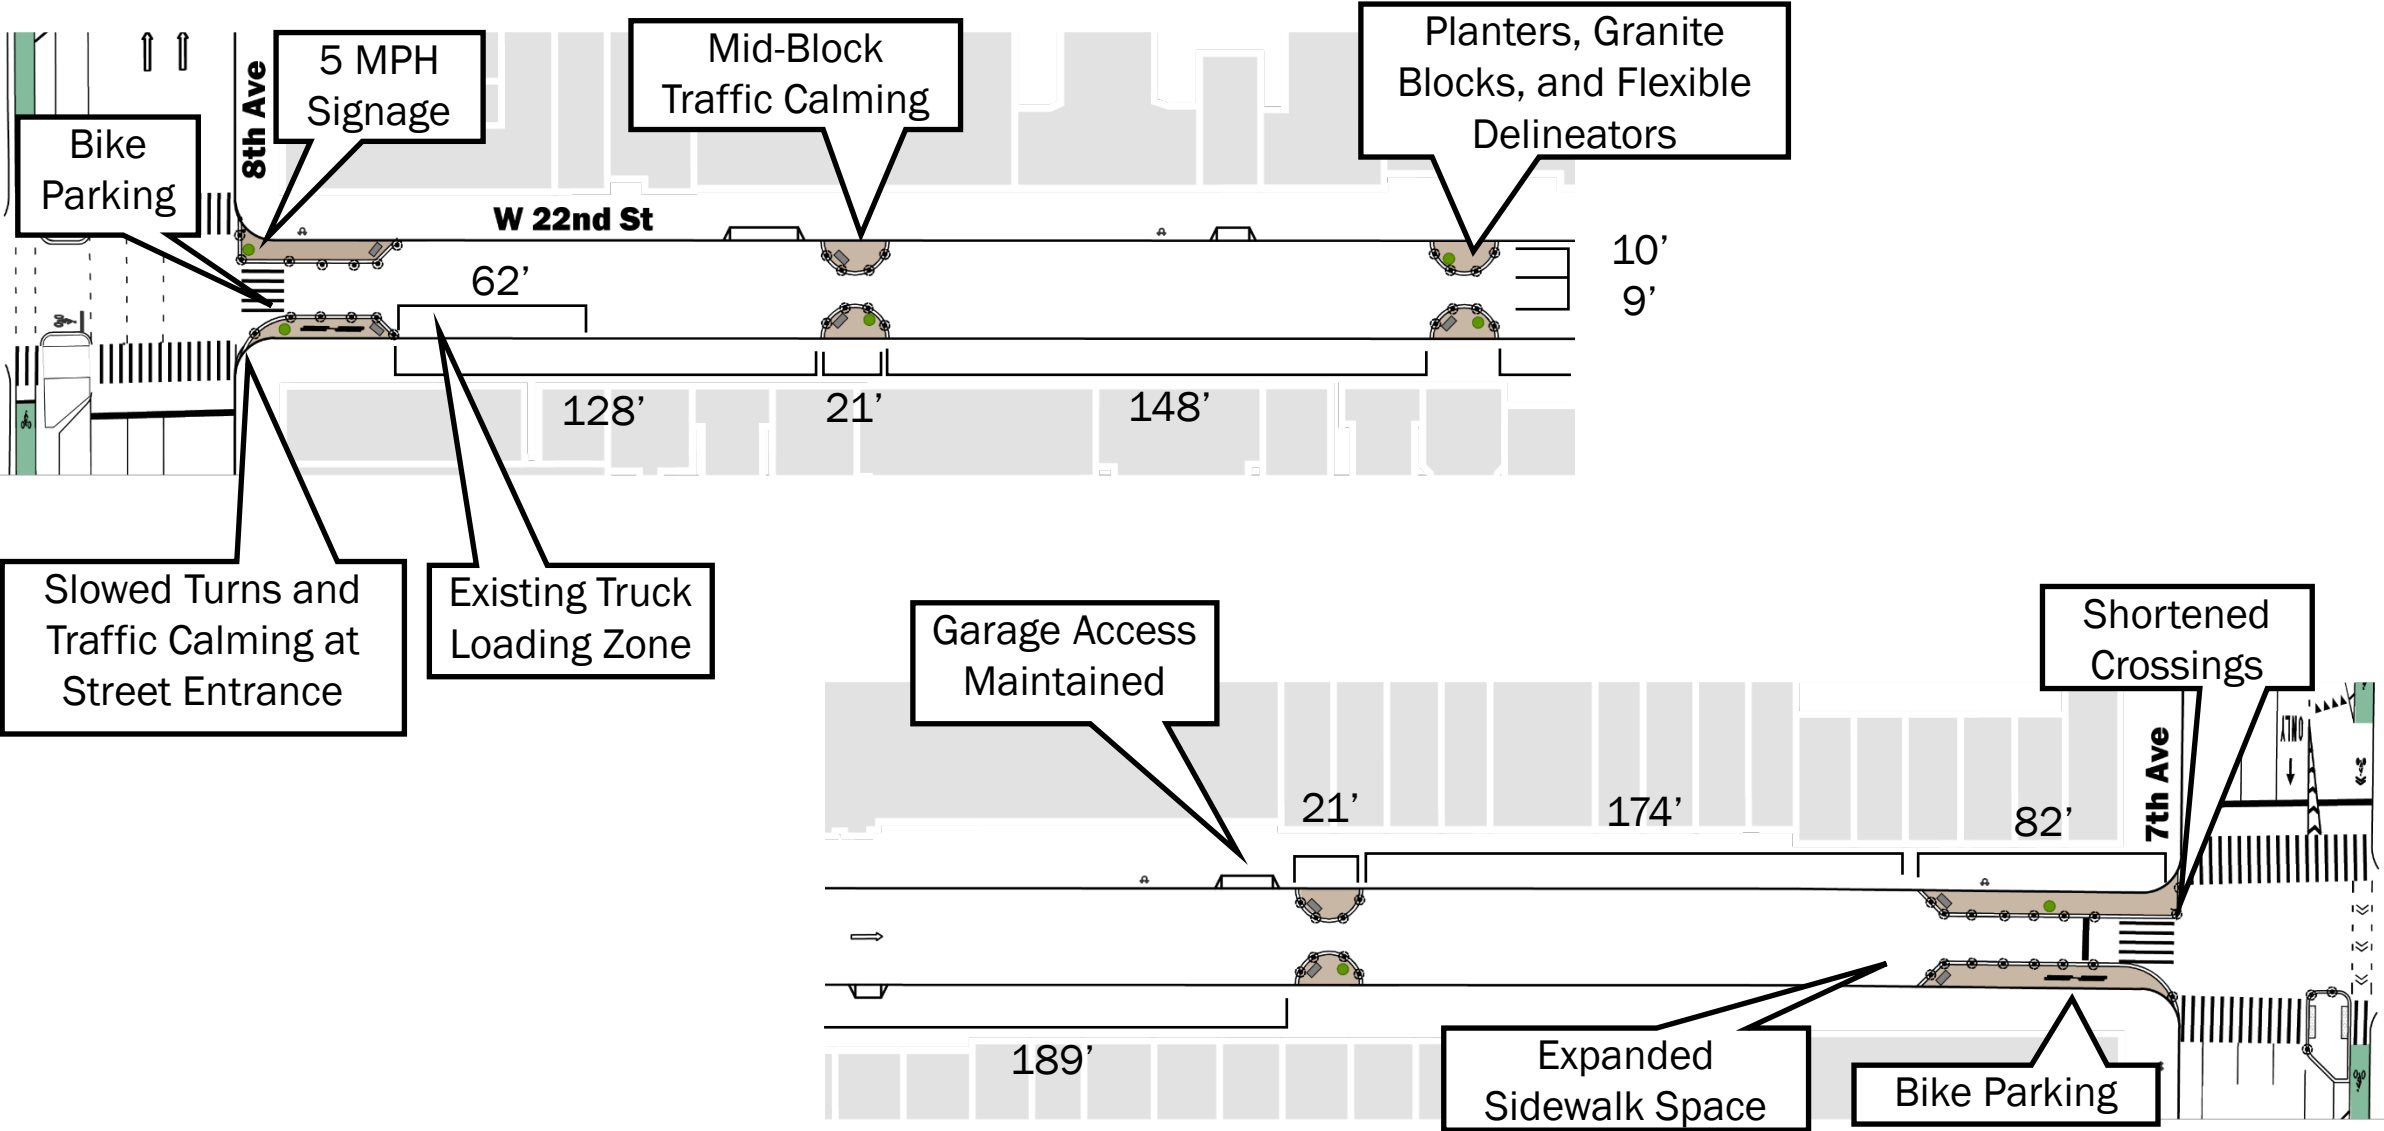 5 MPH
Signage
Mid-Block
Traffic Calming
Planters, Granite
Blocks, and Flexible
Delineators
8th Ave
Bike
Parking
W 22nd St
10’
62’
9’
128’
21’
148’
Slowed Turns and
Traffic Calming at
Street Entrance
Existing Truck
Loading Zone
Garage Access
Maintained
Shortened
Crossings
ONLY
7th Ave
21’
174’
82’
189’
Expanded
Sidewalk Space
Bike Parking